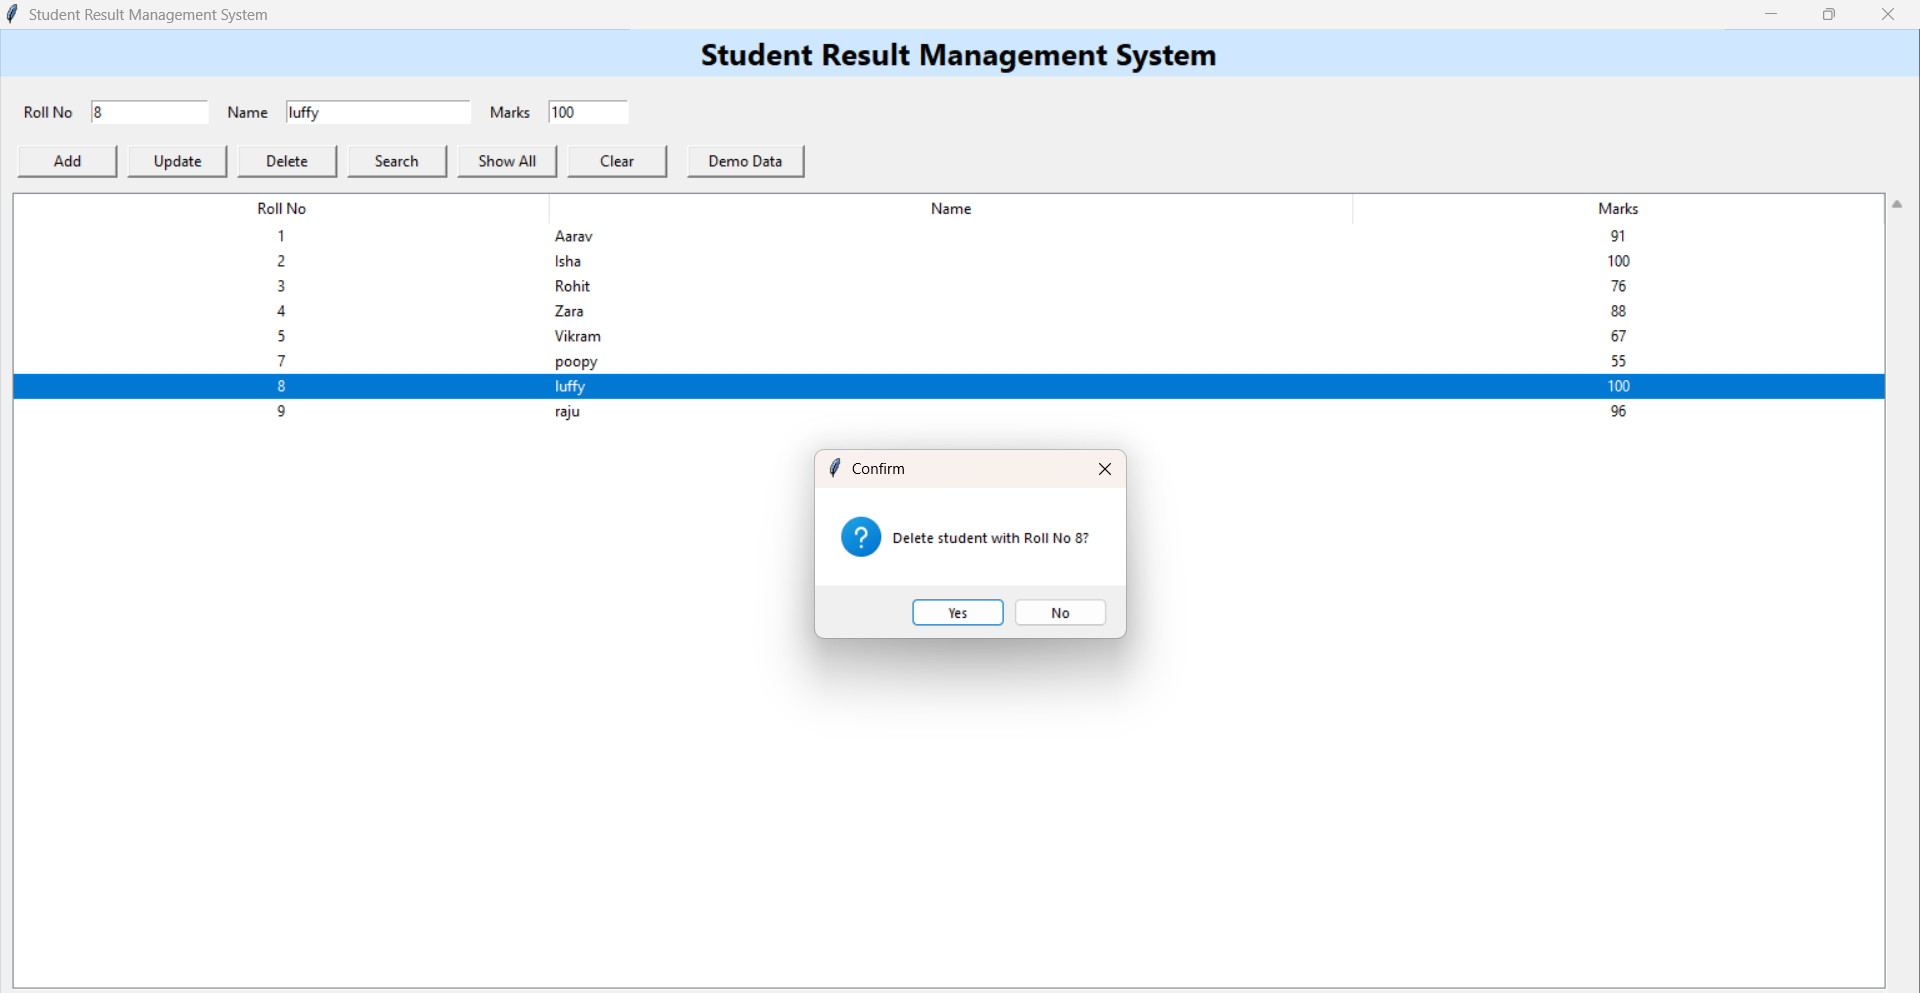 Student Result Management System
Student Result Management System
Roll No 8 Name luffy Marks 100
Add Update Delete Search Show All Clear Demo Data
Roll No Name Marks
1 Aarav 91
2 Isha 100
3 Rohit 76
4 Zara 88
5 Vikram 67
7 poopy 55
8 luffy 100
9 raju 96
Confirm
? Delete student with Roll No 8?
Yes No